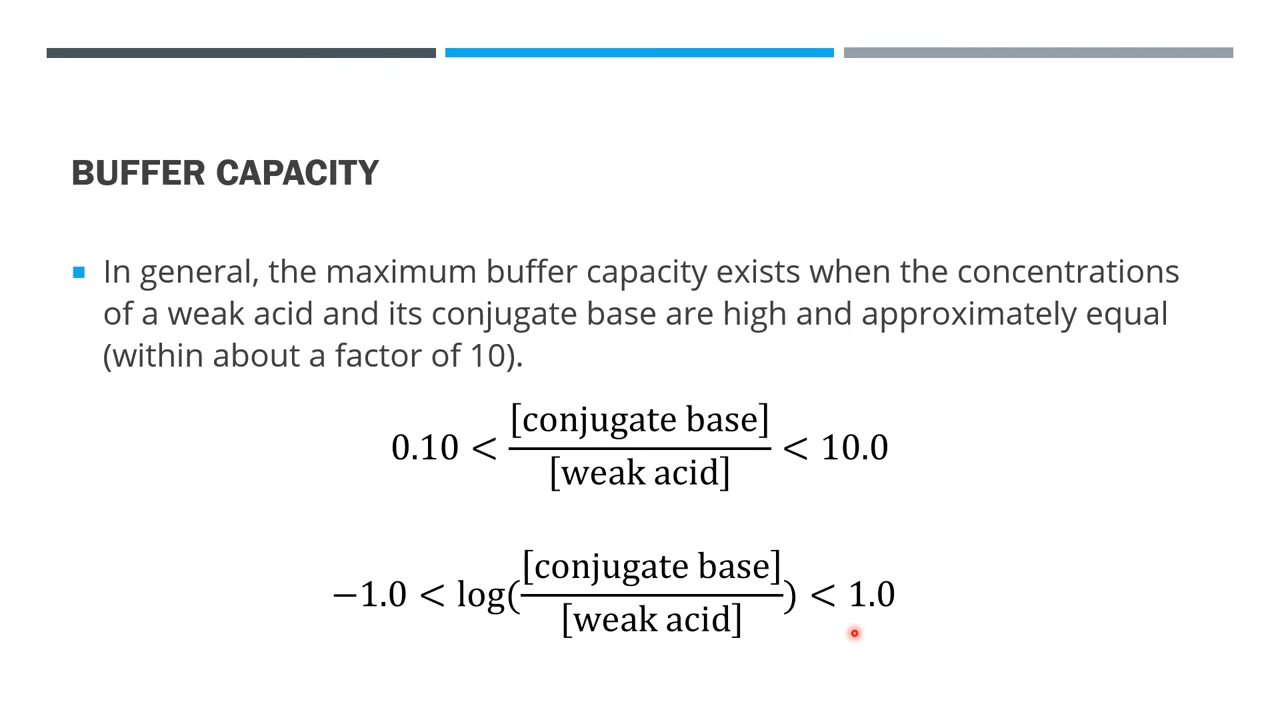 BUFFER CAPACITY
In general, the maximum buffer capacity exists when the concentrations
of a weak acid and its conjugate base are high and approximately equal
(within about a factor of 10).
0.10 < [conjugate base] / [weak acid] < 10.0
−1.0 < log([conjugate base] / [weak acid]) < 1.0